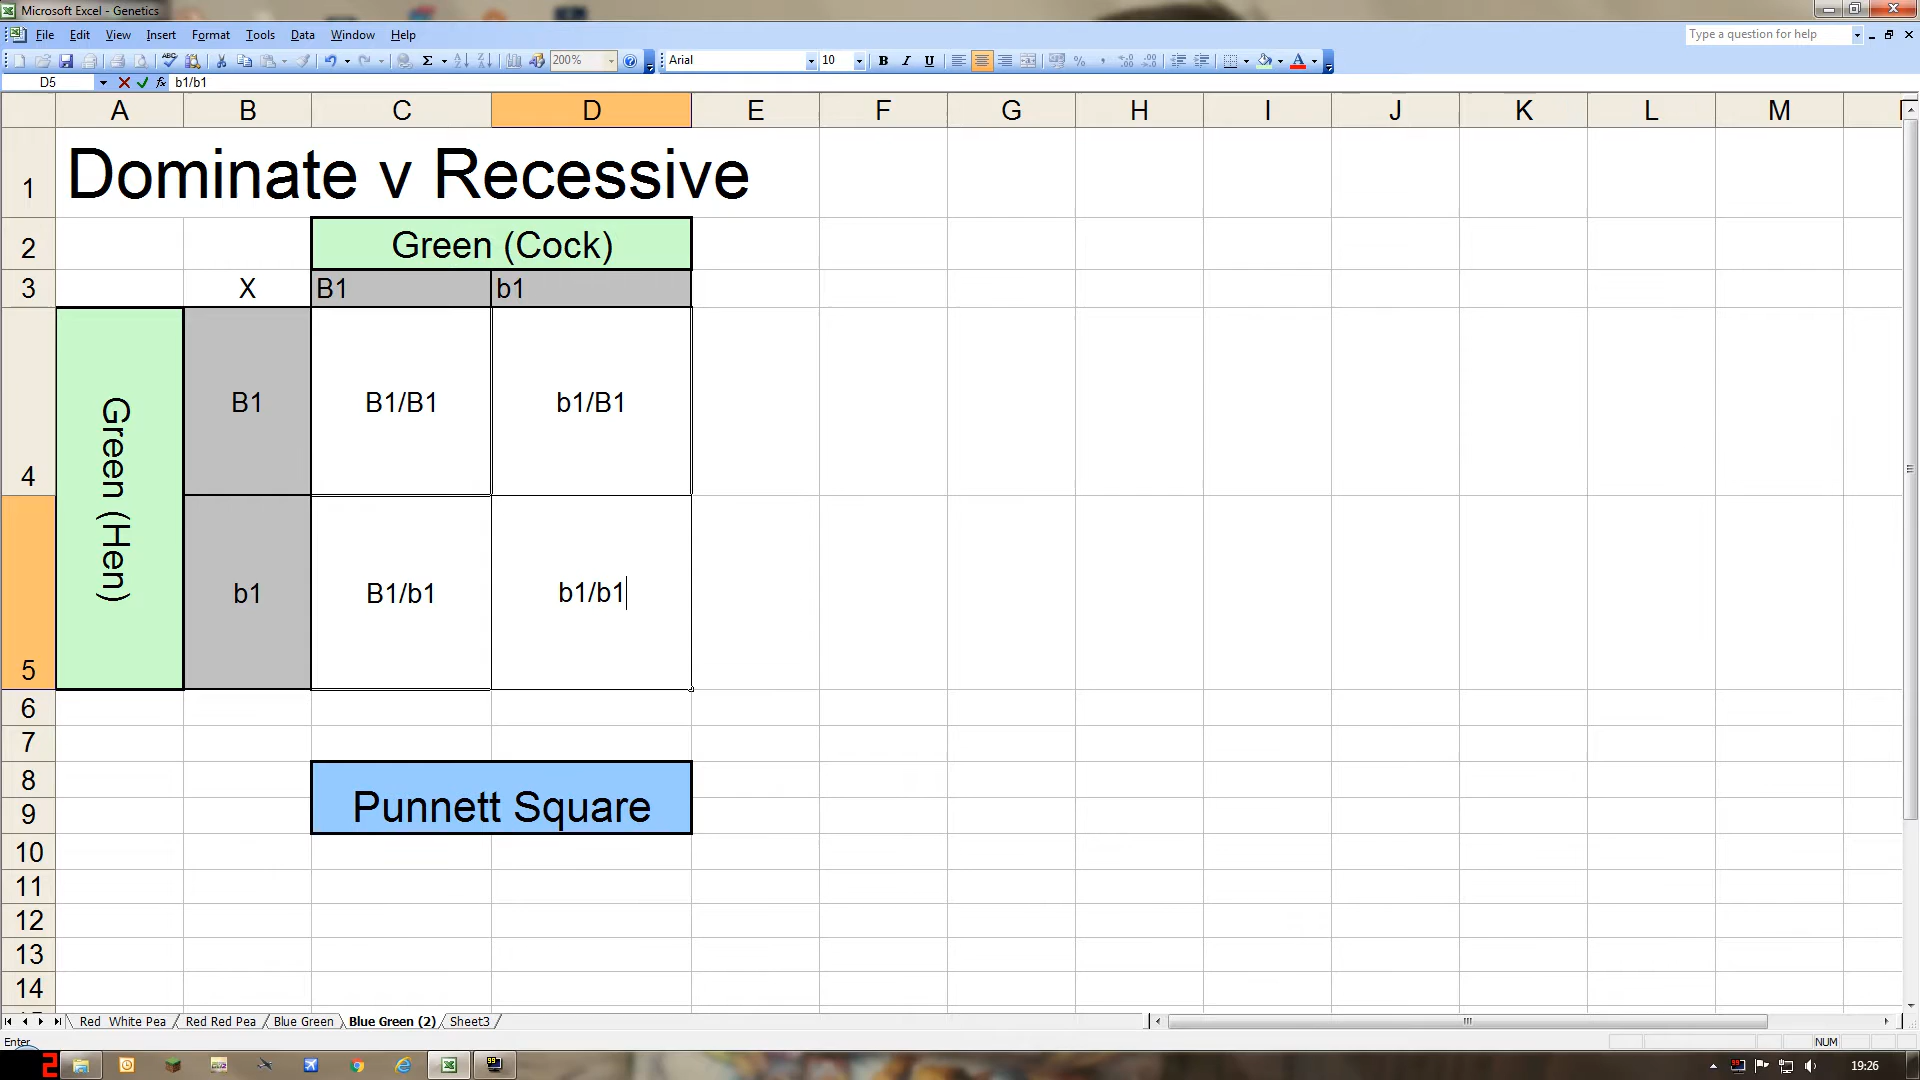 Microsoft Excel - Genetics
File Edit View Insert Format Tools Data Window Help
Type a question for help
200% Arial 10 B I U
D5 b1/b1
A B C D E F G H I J K L M
1 Dominate v Recessive
2 Green (Cock)
3 X B1 b1
Green (Hen)
4 B1 B1/B1 b1/B1
5 b1 B1/b1 b1/b1
6
7
8
9 Punnett Square
10
11
12
13
14
Red White Pea Red Red Pea Blue Green Blue Green (2) Sheet3
Enter NUM
2 19:26